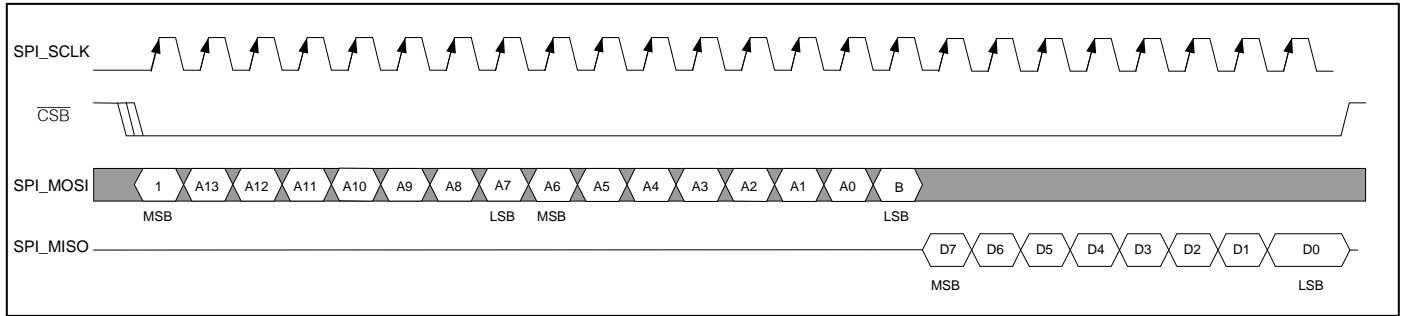 SPI_SCLK
CSB
SPI_MOSI 1 A13 A12 A11 A10 A9 A8 A7 A6 A5 A4 A3 A2 A1 A0 B
MSB LSB MSB LSB
SPI_MISO D7 D6 D5 D4 D3 D2 D1 D0
MSB LSB